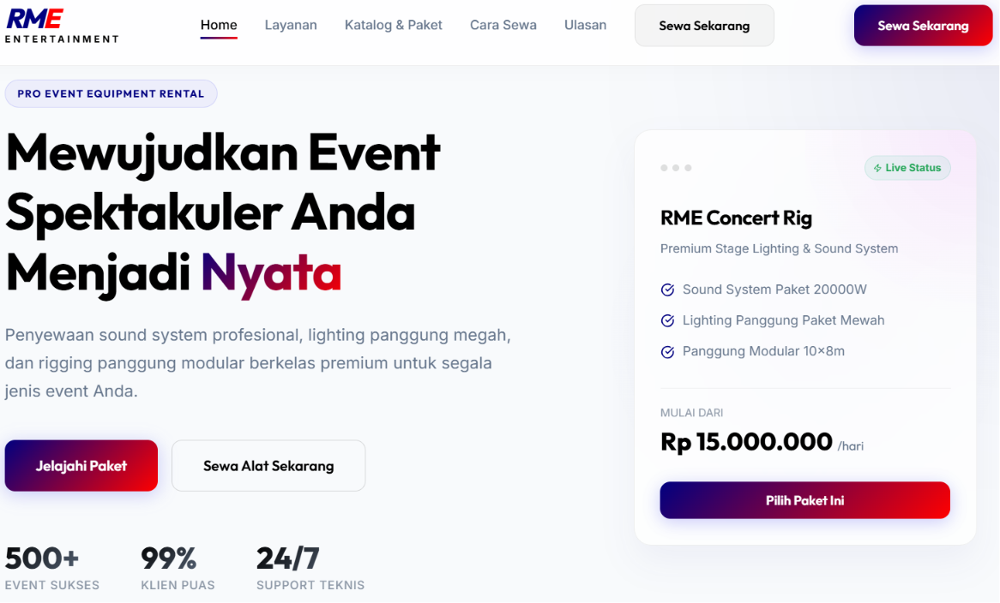 RME
ENTERTAINMENT
Home
Layanan
Katalog & Paket
Cara Sewa
Ulasan
Sewa Sekarang
Sewa Sekarang
PRO EVENT EQUIPMENT RENTAL
Mewujudkan Event
Spektakuler Anda
Menjadi Nyata
Penyewaan sound system profesional, lighting panggung megah,
dan rigging panggung modular berkelas premium untuk segala
jenis event Anda.
Jelajahi Paket
Sewa Alat Sekarang
500+
EVENT SUKSES
99%
KLIEN PUAS
24/7
SUPPORT TEKNIS
Live Status
RME Concert Rig
Premium Stage Lighting & Sound System
Sound System Paket 20000W
Lighting Panggung Paket Mewah
Panggung Modular 10x8m
MULAI DARI
Rp 15.000.000 /hari
Pilih Paket Ini